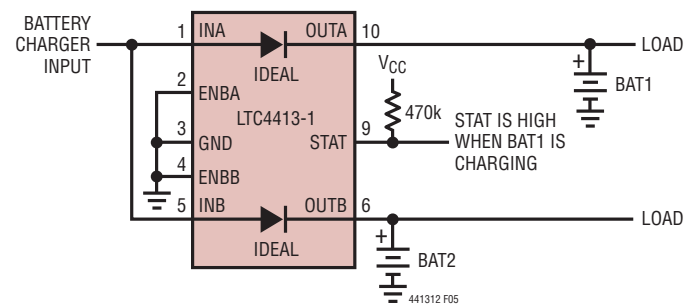 BATTERY
CHARGER
INPUT
1
INA
OUTA
10
LOAD
IDEAL
VCC
+
BAT1
2
ENBA
470k
LTC4413-1
3
GND
STAT
9
STAT IS HIGH
WHEN BAT1 IS
CHARGING
4
ENBB
5
INB
OUTB
6
LOAD
IDEAL
+
BAT2
441312 F05